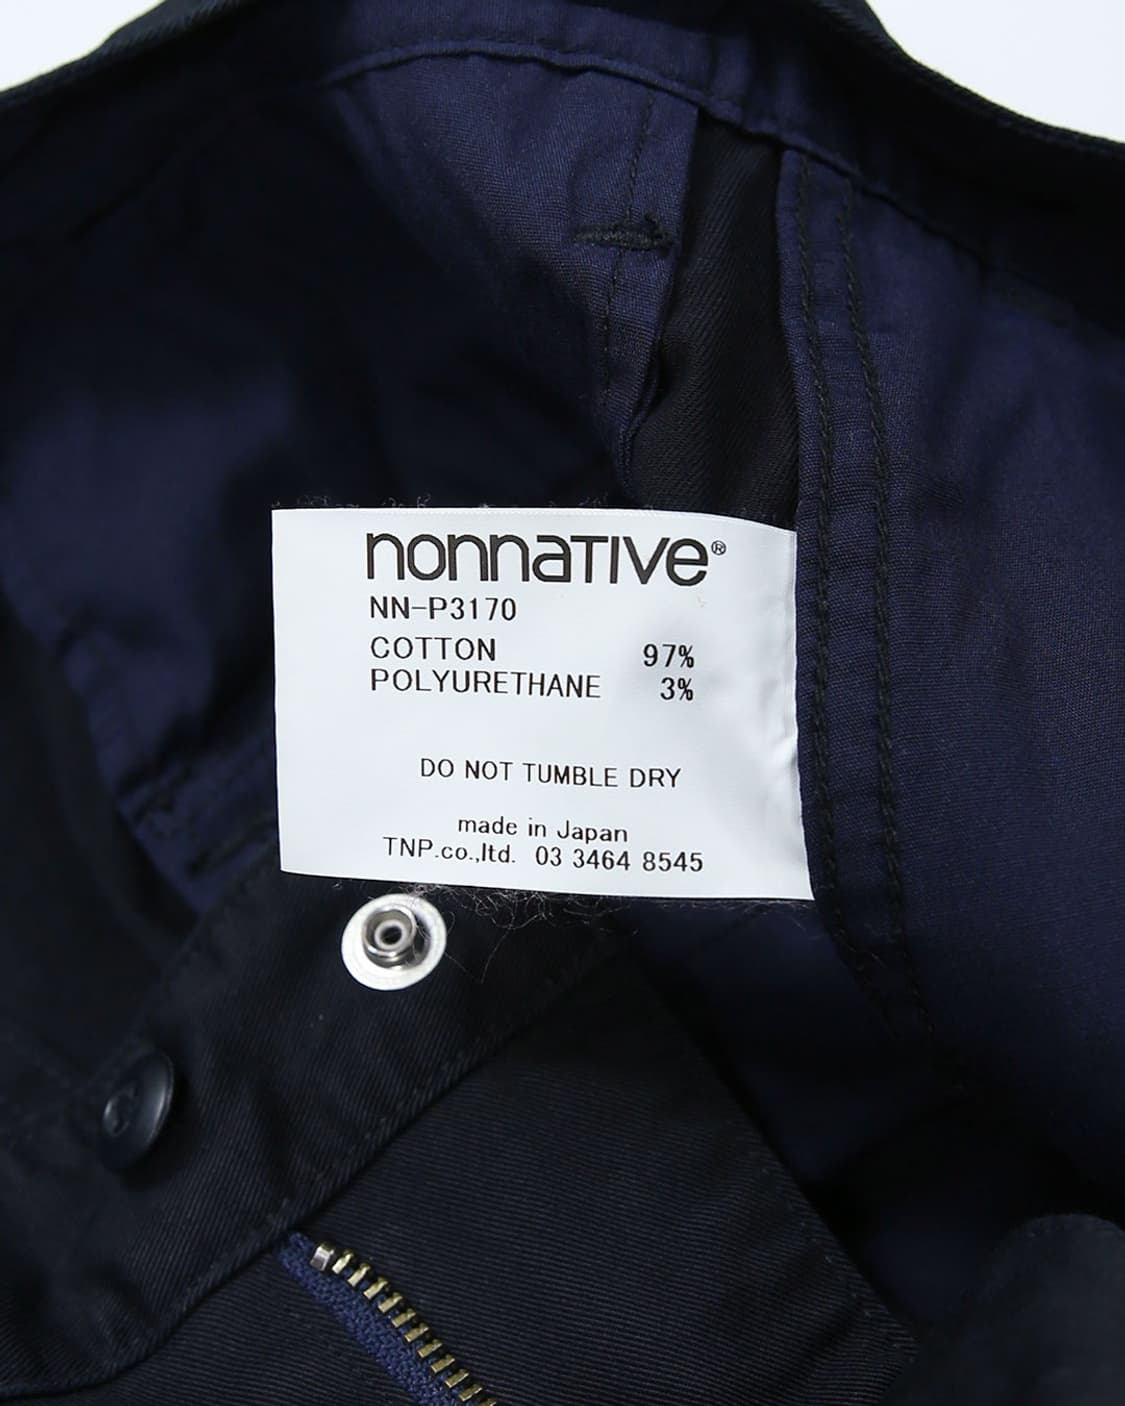 nonnaTIVe®
NN-P3170
COTTON 97%
POLYURETHANE 3%
DO NOT TUMBLE DRY
made in Japan
TNP.co.,ltd. 03 3464 8545